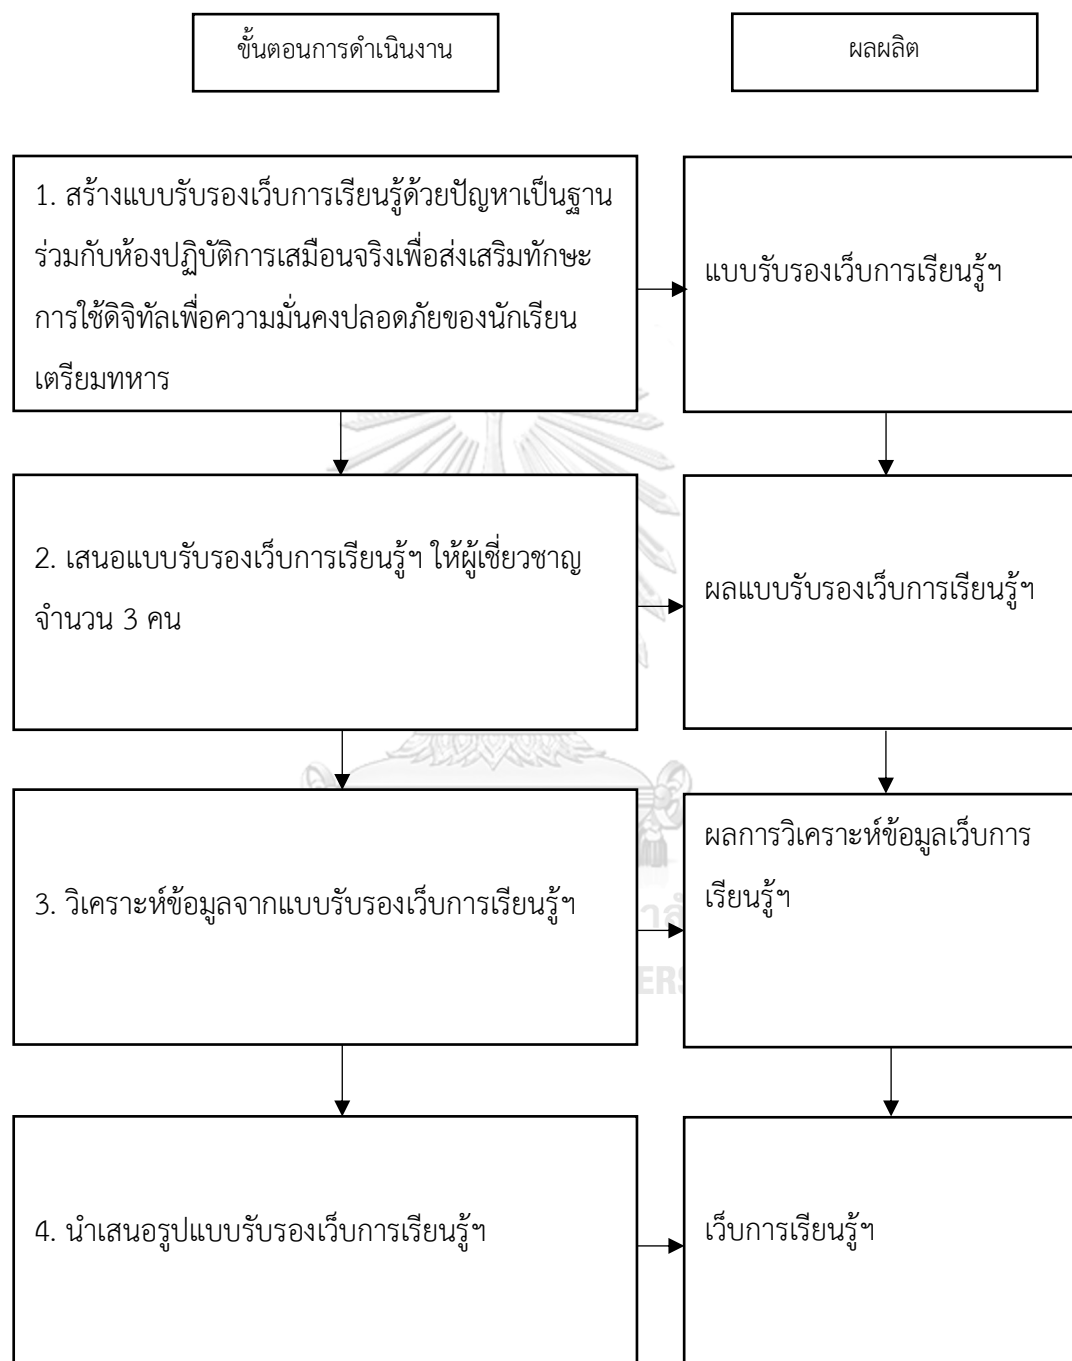 ขั้นตอนการดำเนินงาน
ผลผลิต
1. สร้างแบบรับรองเว็บการเรียนรู้ด้วยปัญหาเป็นฐาน
ร่วมกับห้องปฏิบัติการเสมือนจริงเพื่อส่งเสริมทักษะ
การใช้ดิจิทัลเพื่อความมั่นคงปลอดภัยของนักเรียน
เตรียมทหาร
แบบรับรองเว็บการเรียนรู้ฯ
2. เสนอแบบรับรองเว็บการเรียนรู้ฯ ให้ผู้เชี่ยวชาญ
จำนวน 3 คน
ผลแบบรับรองเว็บการเรียนรู้ฯ
3. วิเคราะห์ข้อมูลจากแบบรับรองเว็บการเรียนรู้ฯ
ผลการวิเคราะห์ข้อมูลเว็บการ
เรียนรู้ฯ
4. นำเสนอรูปแบบรับรองเว็บการเรียนรู้ฯ
เว็บการเรียนรู้ฯ